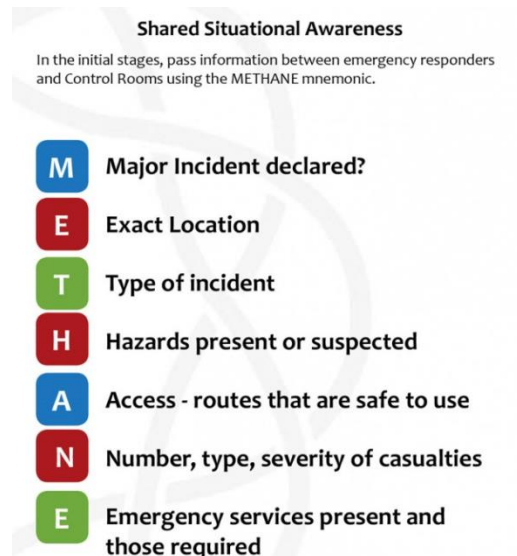 Shared Situational Awareness
In the initial stages, pass information between emergency responders
and Control Rooms using the METHANE mnemonic.
M Major Incident declared?
E Exact Location
T Type of incident
H Hazards present or suspected
A Access - routes that are safe to use
N Number, type, severity of casualties
E Emergency services present and
those required